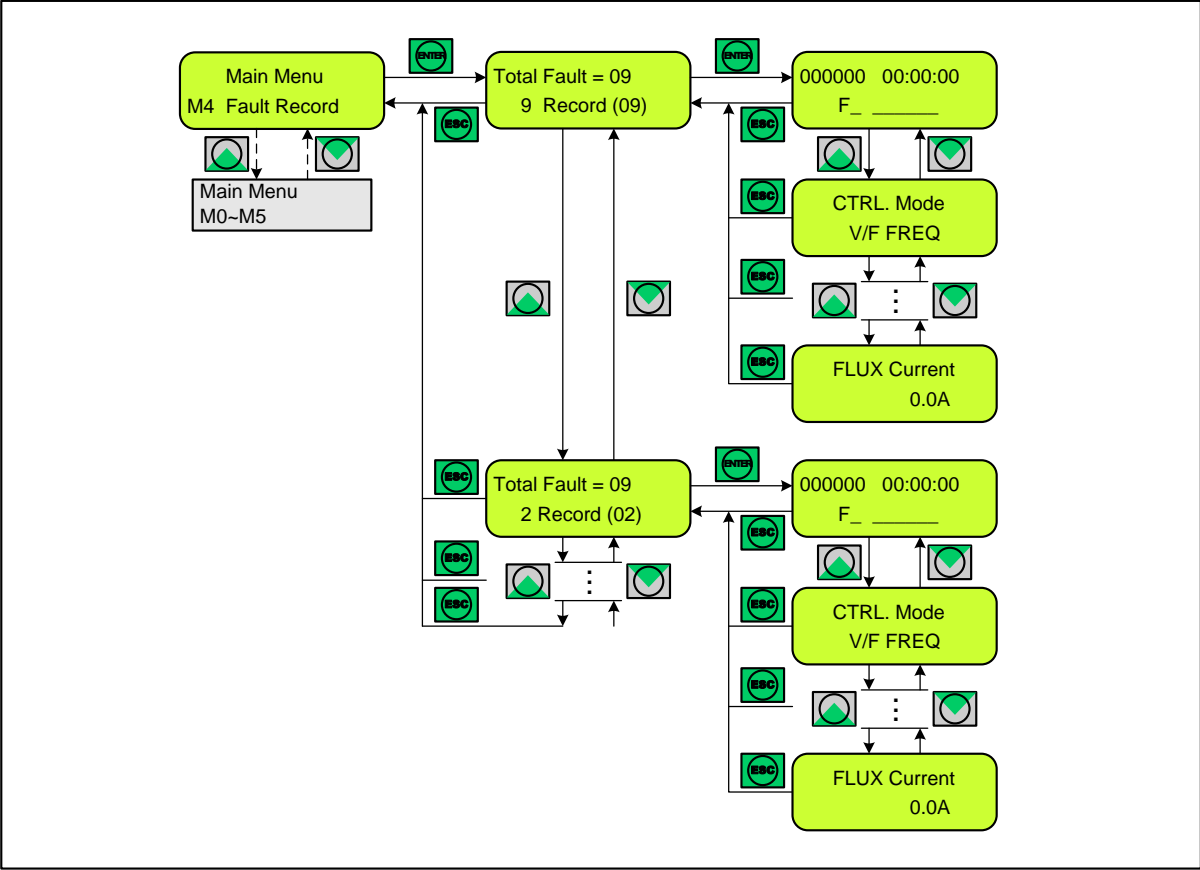 ENTER
ENTER
Main Menu
M4 Fault Record
Total Fault = 09
9 Record (09)
000000 00:00:00
F_ ______
ESC
ESC
Main Menu
M0~M5
ESC
CTRL. Mode
V/F FREQ
ESC
⋮
ESC
FLUX Current
0.0A
ENTER
ESC
Total Fault = 09
2 Record (02)
000000 00:00:00
F_ ______
ESC
ESC
⋮
ESC
ESC
CTRL. Mode
V/F FREQ
ESC
⋮
ESC
FLUX Current
0.0A